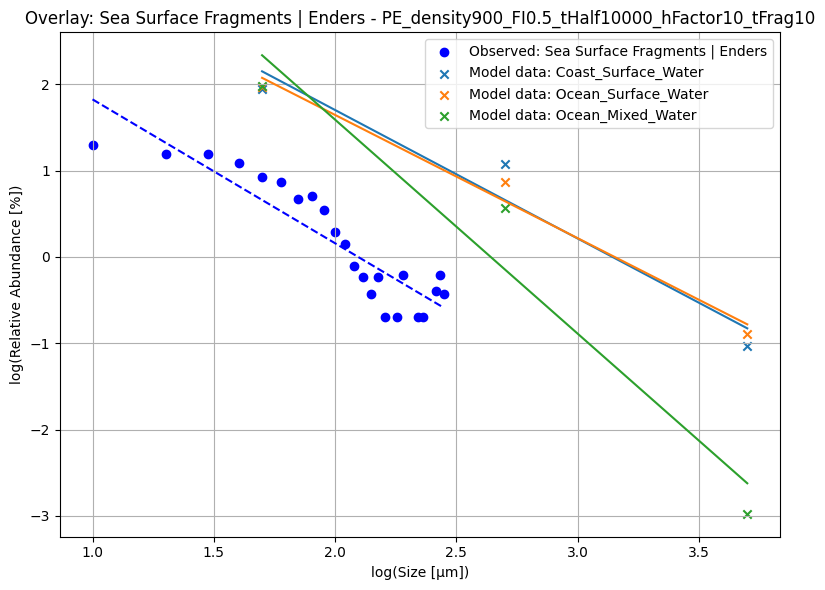 Overlay: Sea Surface Fragments | Enders - PE_density900_FI0.5_tHalf10000_hFactor10_tFrag10
Observed: Sea Surface Fragments | Enders
Model data: Coast_Surface_Water
Model data: Ocean_Surface_Water
Model data: Ocean_Mixed_Water
log(Relative Abundance [%])
2
1
0
−1
−2
−3
1.0 1.5 2.0 2.5 3.0 3.5
log(Size [μm])